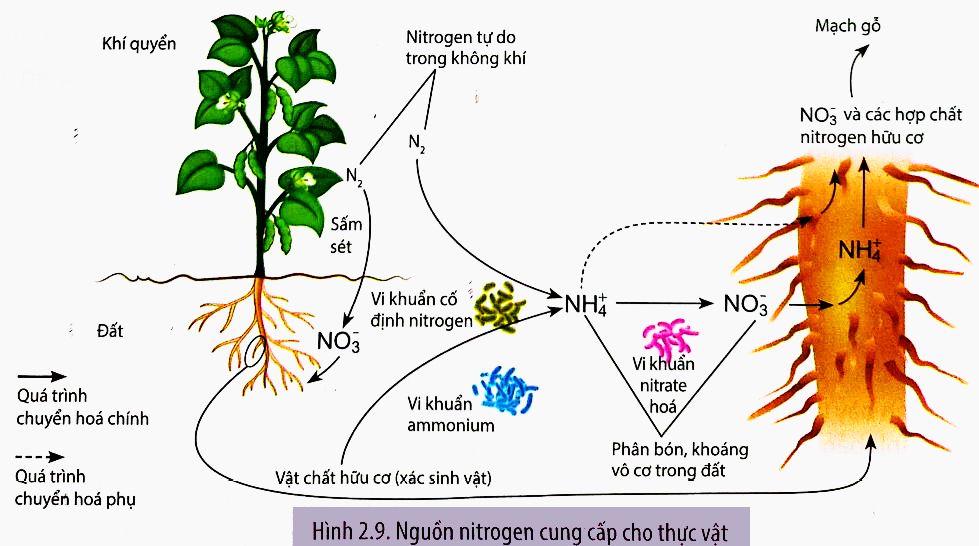 Khí quyển
Nitrogen tự do
trong không khí
Mạch gỗ
NO₃⁻ và các hợp chất
nitrogen hữu cơ
N₂
N₂
Sấm
sét
NH₄⁺
Vi khuẩn cố
định nitrogen
NH₄⁺
NO₃⁻
Đất
NO₃⁻
Vi khuẩn
nitrate
hoá
Vi khuẩn
ammonium
Quá trình
chuyển hoá chính
Phân bón, khoáng
vô cơ trong đất
Vật chất hữu cơ (xác sinh vật)
Quá trình
chuyển hoá phụ
Hình 2.9. Nguồn nitrogen cung cấp cho thực vật